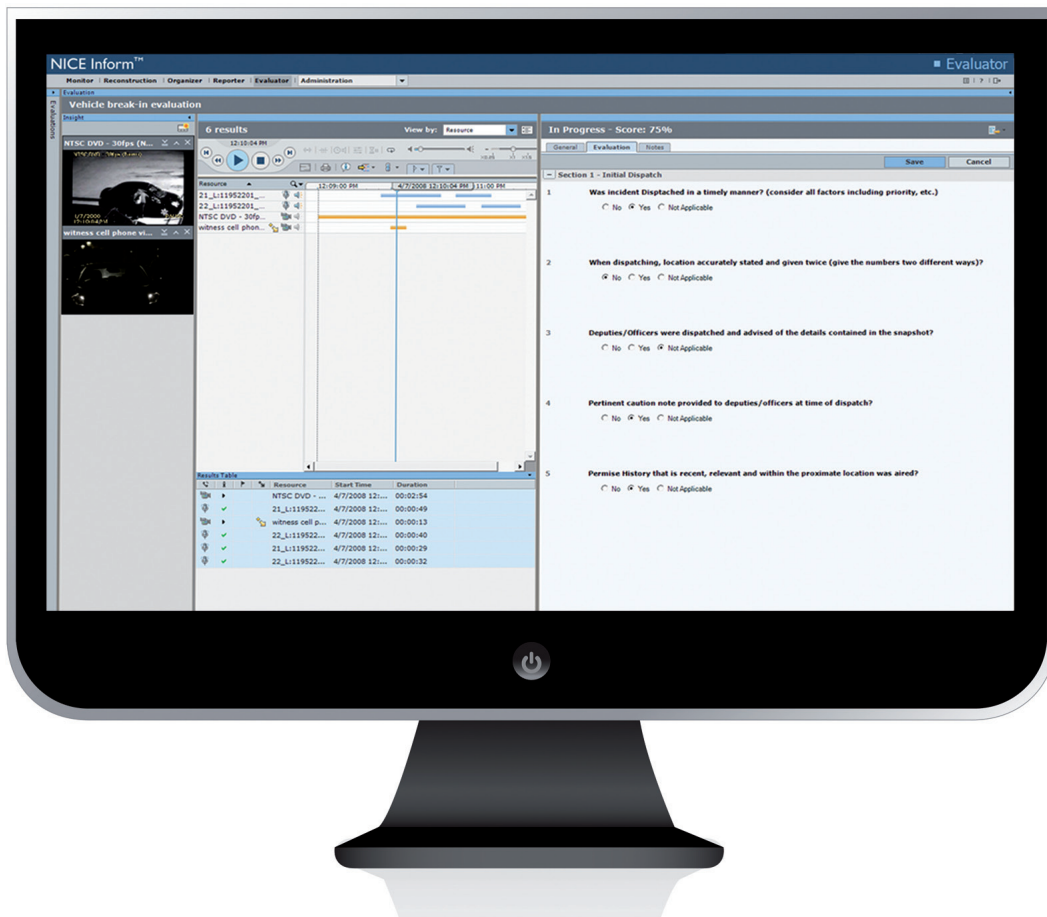 NICE Inform™
Evaluator
Monitor | Reconstruction | Organizer | Reporter | Evaluator | Administration
Evaluation
Evaluations
Vehicle break-in evaluation
Insight
NTSC DVD - 30fps (N...
1/7/2008
12:10:04 PM
witness cell phone vi...
6 results
View by: Resource
12:10:04 PM
Resource
12:09:00 PM
4/7/2008 12:10:04 PM
11:00 PM
21_L:11952201_...
22_L:11952201_...
NTSC DVD - 30fp...
witness cell phon...
Results Table
Resource Start Time Duration
NTSC DVD - ... 4/7/2008 12:... 00:02:54
21_L:119522... 4/7/2008 12:... 00:00:49
witness cell p... 4/7/2008 12:... 00:00:13
22_L:119522... 4/7/2008 12:... 00:00:40
21_L:119522... 4/7/2008 12:... 00:00:29
22_L:119522... 4/7/2008 12:... 00:00:32
In Progress - Score: 75%
General Evaluation Notes
Save Cancel
Section 1 - Initial Dispatch
1 Was incident Disptached in a timely manner? (consider all factors including priority, etc.)
No Yes Not Applicable
2 When dispatching, location accurately stated and given twice (give the numbers two different ways)?
No Yes Not Applicable
3 Deputies/Officers were dispatched and advised of the details contained in the snapshot?
No Yes Not Applicable
4 Pertinent caution note provided to deputies/officers at time of dispatch?
No Yes Not Applicable
5 Permise History that is recent, relevant and within the proximate location was aired?
No Yes Not Applicable